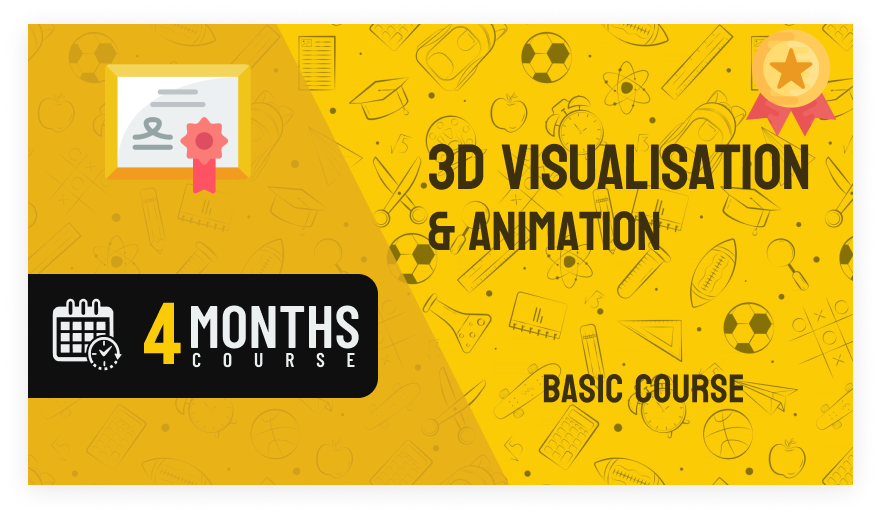 3D VISUALISATION
& ANIMATION
4 MONTHS
COURSE
BASIC COURSE